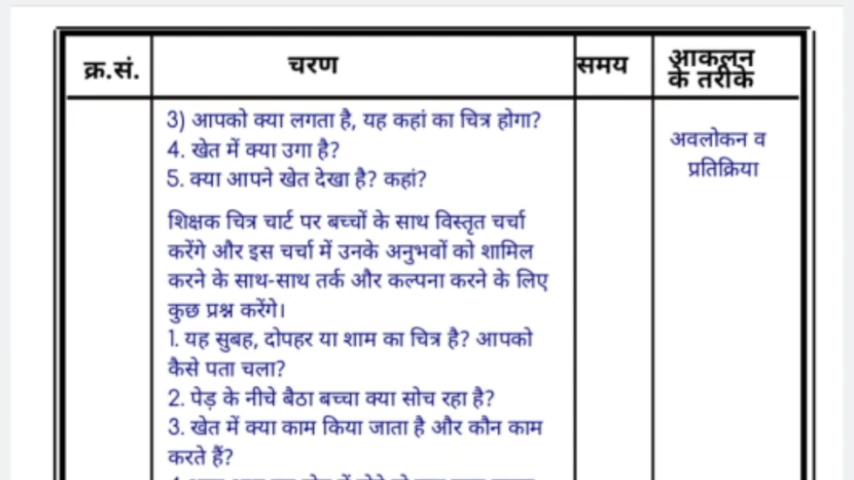 क्र.सं.
चरण
समय
आकलन
के तरीके
3) आपको क्या लगता है, यह कहां का चित्र होगा?
4. खेत में क्या उगा है?
5. क्या आपने खेत देखा है? कहां?
अवलोकन व
प्रतिक्रिया
शिक्षक चित्र चार्ट पर बच्चों के साथ विस्तृत चर्चा
करेंगे और इस चर्चा में उनके अनुभवों को शामिल
करने के साथ-साथ तर्क और कल्पना करने के लिए
कुछ प्रश्न करेंगे।
1. यह सुबह, दोपहर या शाम का चित्र है? आपको
कैसे पता चला?
2. पेड़ के नीचे बैठा बच्चा क्या सोच रहा है?
3. खेत में क्या काम किया जाता है और कौन काम
करते हैं?